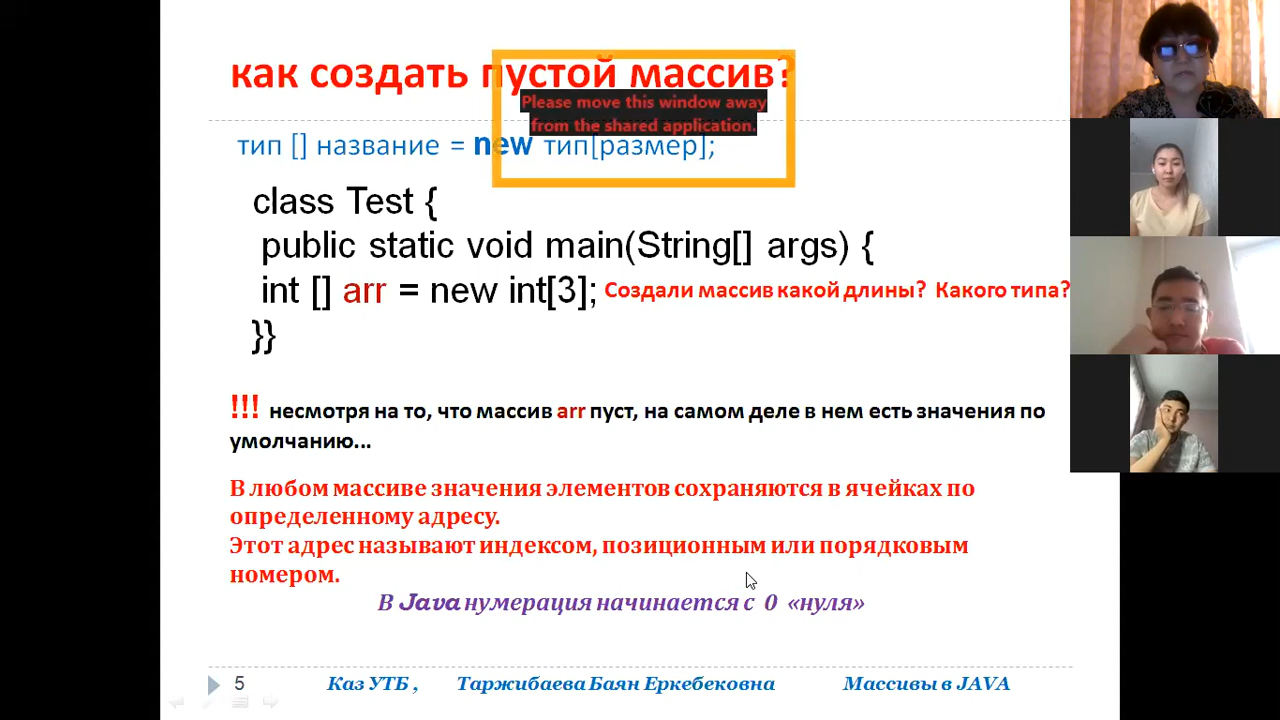 как создать пустой массив?
Please move this window away
from the shared application.
тип [] название = new тип[размер];
class Test {
public static void main(String[] args) {
int [] arr = new int[3]; Создали массив какой длины? Какого типа?
}}
!!! несмотря на то, что массив arr пуст, на самом деле в нем есть значения по
умолчанию...
В любом массиве значения элементов сохраняются в ячейках по
определенному адресу.
Этот адрес называют индексом, позиционным или порядковым
номером.
В Java нумерация начинается с 0 «нуля»
5 Каз УТБ , Таржибаева Баян Еркебековна Массивы в JAVA